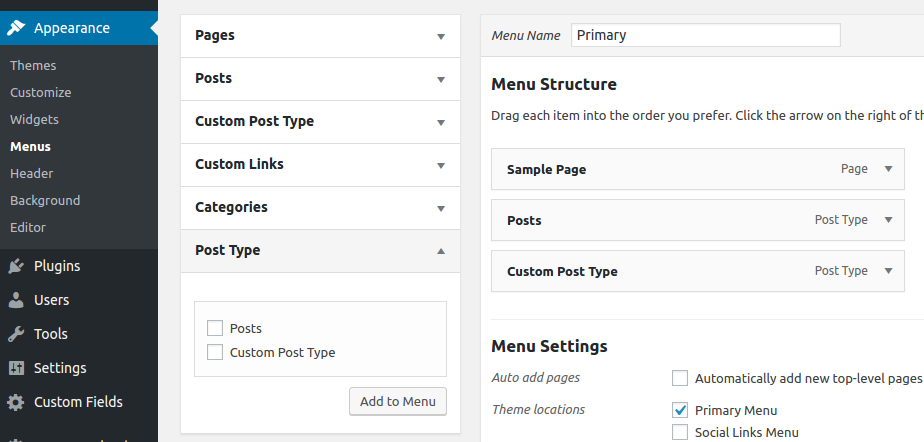 Appearance
Themes
Customize
Widgets
Menus
Header
Background
Editor
Plugins
Users
Tools
Settings
Custom Fields
Pages
Posts
Custom Post Type
Custom Links
Categories
Post Type
Posts
Custom Post Type
Add to Menu
Menu Name Primary
Menu Structure
Drag each item into the order you prefer. Click the arrow on the right of
Sample Page Page
Posts Post Type
Custom Post Type Post Type
Menu Settings
Auto add pages Automatically add new top-level pages
Theme locations Primary Menu
Social Links Menu